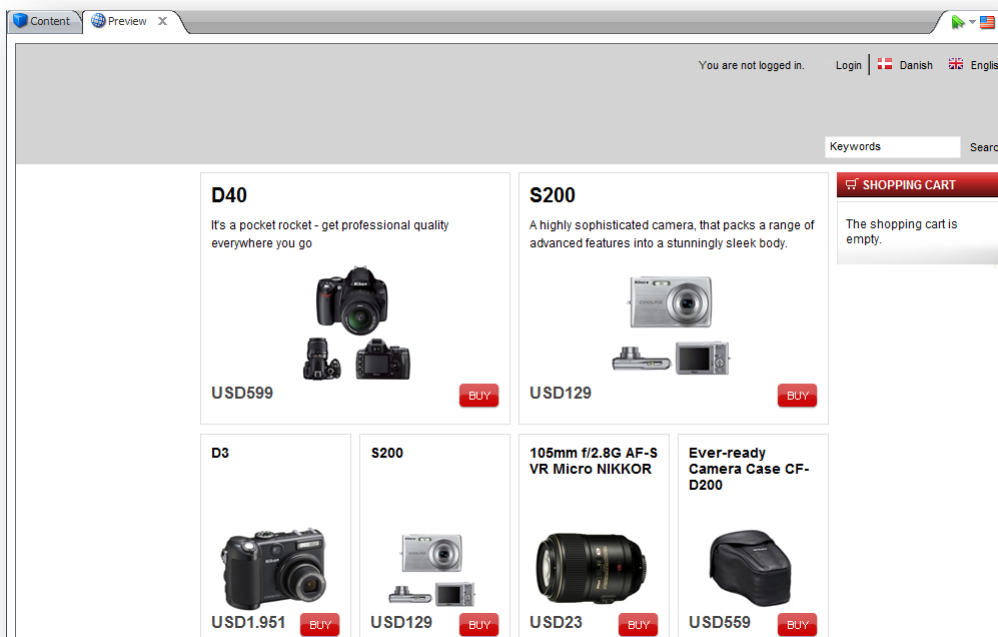 Content
Preview
You are not logged in.
Login
Danish
Englis
Keywords
Searc
D40
It's a pocket rocket - get professional quality
everywhere you go
USD599
BUY
S200
A highly sophisticated camera, that packs a range of
advanced features into a stunningly sleek body.
USD129
BUY
SHOPPING CART
The shopping cart is
empty.
D3
USD1.951
BUY
S200
USD129
BUY
105mm f/2.8G AF-S
VR Micro NIKKOR
USD23
BUY
Ever-ready
Camera Case CF-
D200
USD559
BUY